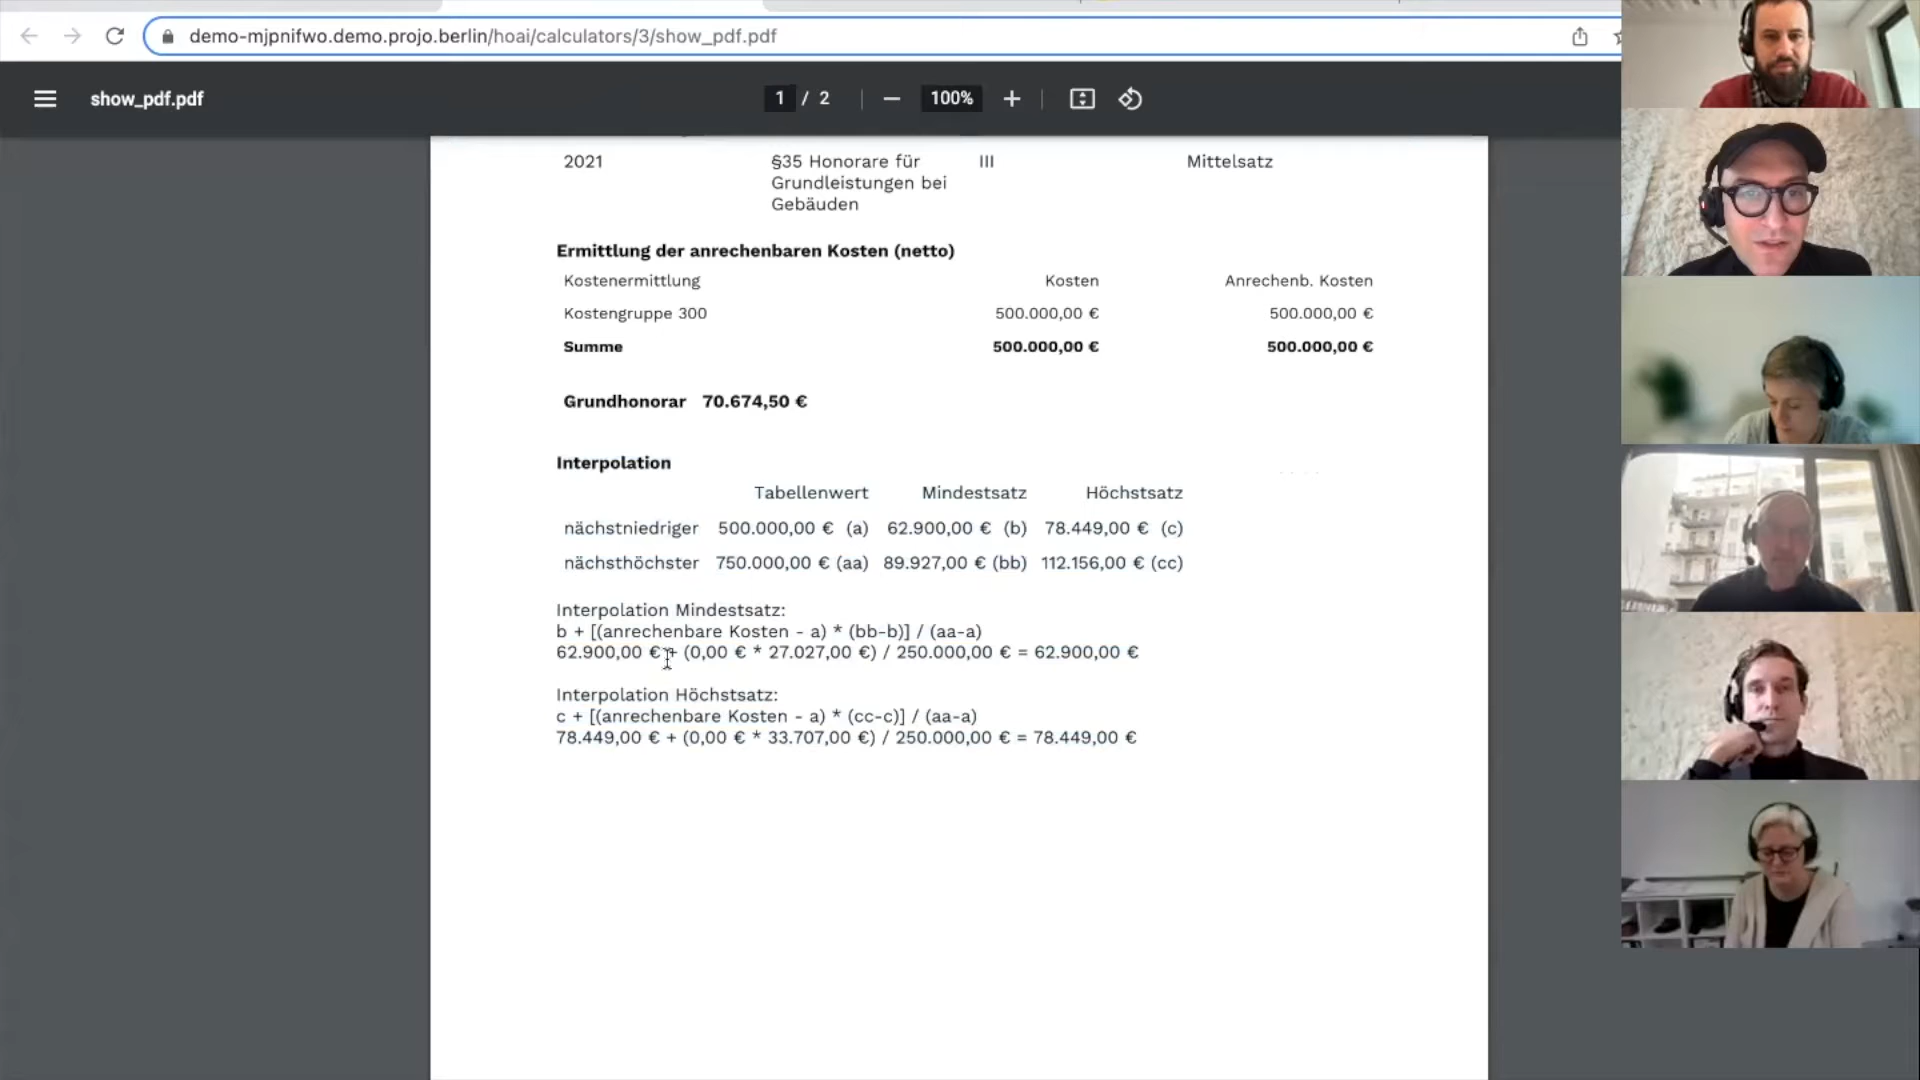 demo-mjpnifwo.demo.projo.berlin/hoai/calculators/3/show_pdf.pdf
show_pdf.pdf
1 / 2
100%
2021 §35 Honorare für Grundleistungen bei Gebäuden III Mittelsatz
Ermittlung der anrechenbaren Kosten (netto)
Kostenermittlung Kosten Anrechenb. Kosten
Kostengruppe 300 500.000,00 € 500.000,00 €
Summe 500.000,00 € 500.000,00 €
Grundhonorar 70.674,50 €
Interpolation
Tabellenwert Mindestsatz Höchstsatz
nächstniedriger 500.000,00 € (a) 62.900,00 € (b) 78.449,00 € (c)
nächsthöchster 750.000,00 € (aa) 89.927,00 € (bb) 112.156,00 € (cc)
Interpolation Mindestsatz:
b + [(anrechenbare Kosten - a) * (bb-b)] / (aa-a)
62.900,00 € + (0,00 € * 27.027,00 €) / 250.000,00 € = 62.900,00 €
Interpolation Höchstsatz:
c + [(anrechenbare Kosten - a) * (cc-c)] / (aa-a)
78.449,00 € + (0,00 € * 33.707,00 €) / 250.000,00 € = 78.449,00 €